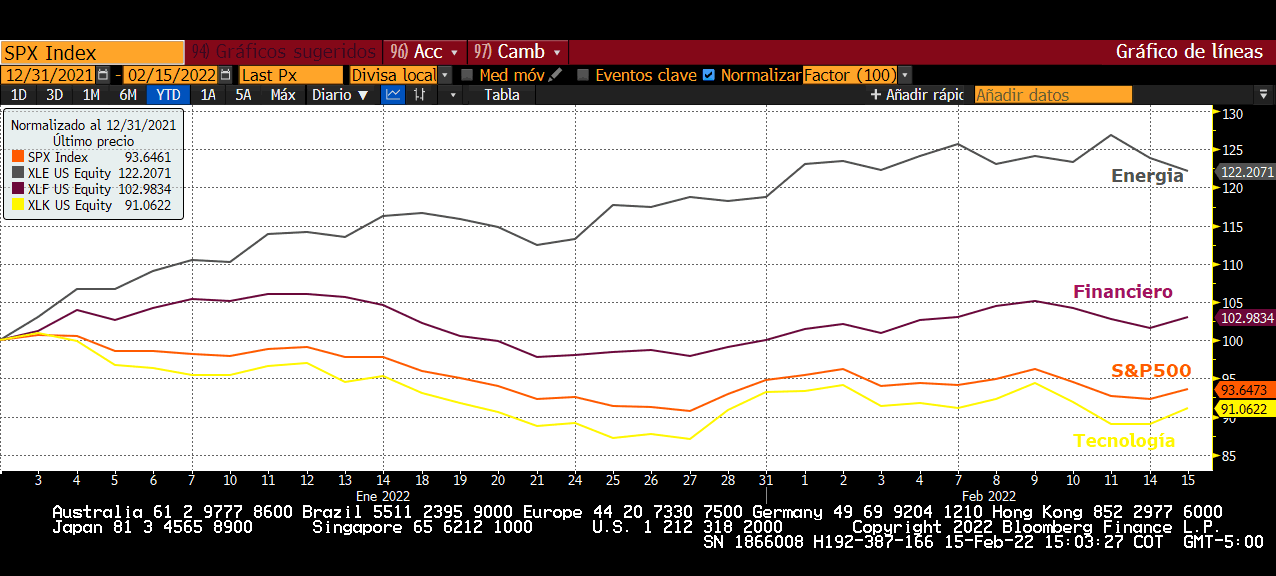 SPX Index 94) Gráficos sugeridos 96) Acc 97) Camb Gráfico de líneas
12/31/2021 - 02/15/2022 Last Px Divisa local Med móv Eventos clave Normalizar Factor (100)
1D 3D 1M 6M YTD 1A 5A Máx Diario ▼ Tabla + Añadir rápic Añadir datos
Normalizado al 12/31/2021
Último precio
SPX Index 93.6461
XLE US Equity 122.2071
XLF US Equity 102.9834
XLK US Equity 91.0622
130
125
Energia
122.2071
120
115
110
Financiero
105
102.9834
100
S&P500
95
93.6473
91.0622
90
Tecnología
85
3 4 5 6 7 10 11 12 13 14 18 19 20 21 24 25 26 27 28 31 1 2 3 4 7 8 9 10 11 14 15
Ene 2022 Feb 2022
Australia 61 2 9777 8600 Brazil 5511 2395 9000 Europe 44 20 7330 7500 Germany 49 69 9204 1210 Hong Kong 852 2977 6000
Japan 81 3 4565 8900 Singapore 65 6212 1000 U.S. 1 212 318 2000 Copyright 2022 Bloomberg Finance L.P.
SN 1866008 H192-387-166 15-Feb-22 15:03:27 COT GMT-5:00